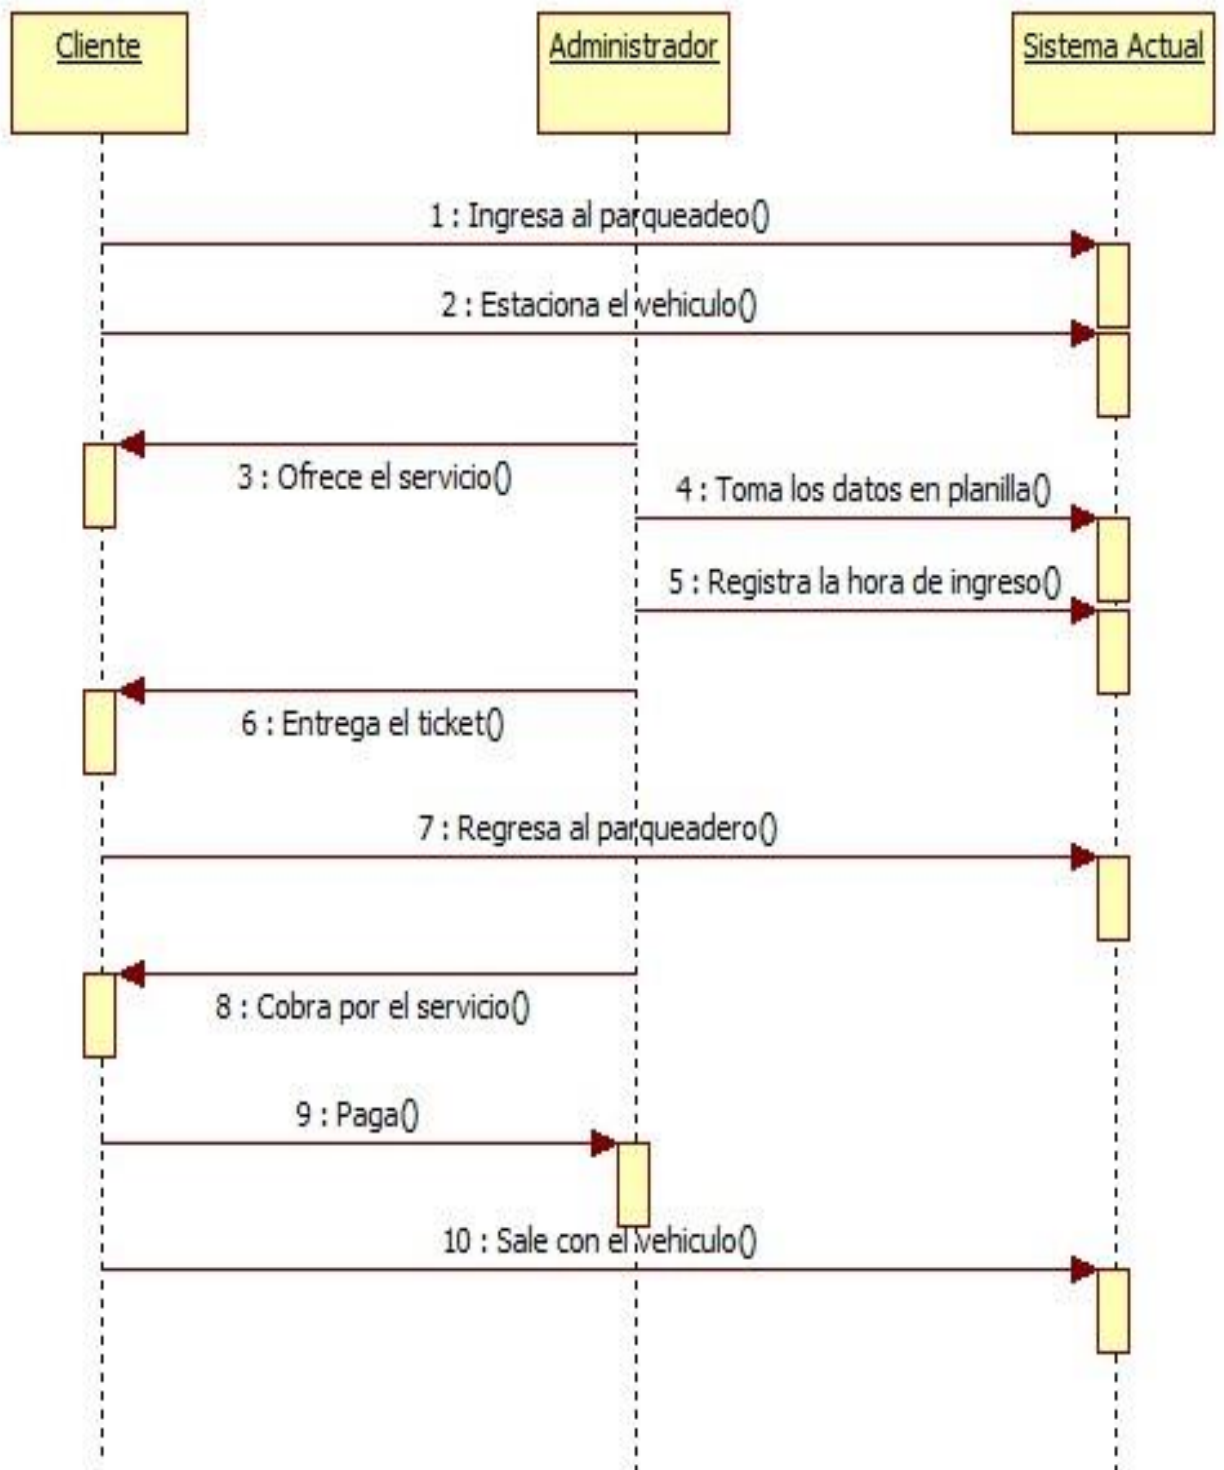 Cliente
Administrador
Sistema Actual
1 : Ingresa al parqueadeo()
2 : Estaciona el vehiculo()
3 : Ofrece el servicio()
4 : Toma los datos en planilla()
5 : Registra la hora de ingreso()
6 : Entrega el ticket()
7 : Regresa al parqueadero()
8 : Cobra por el servicio()
9 : Paga()
10 : Sale con el vehiculo()